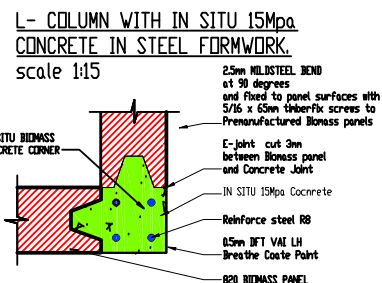 L- COLUMN WITH IN SITU 15Mpa
CONCRETE IN STEEL FORMWORK.
scale 1:15
2.5mm MILDSTEEL BEND
at 90 degrees
and fixed to panel surfaces with
5/16 x 65mm timberfix screws to
Premanufactured Biomass panels
SITU BIOMASS
CRETE CORNER
E-joint cut 3mm
between Biomass panel
and Concrete Joint
IN SITU 15Mpa Cocnrete
Reinforce steel R8
0.5mm DFT VAI LH
Breathe Coate Paint
820 BIOMASS PANEL